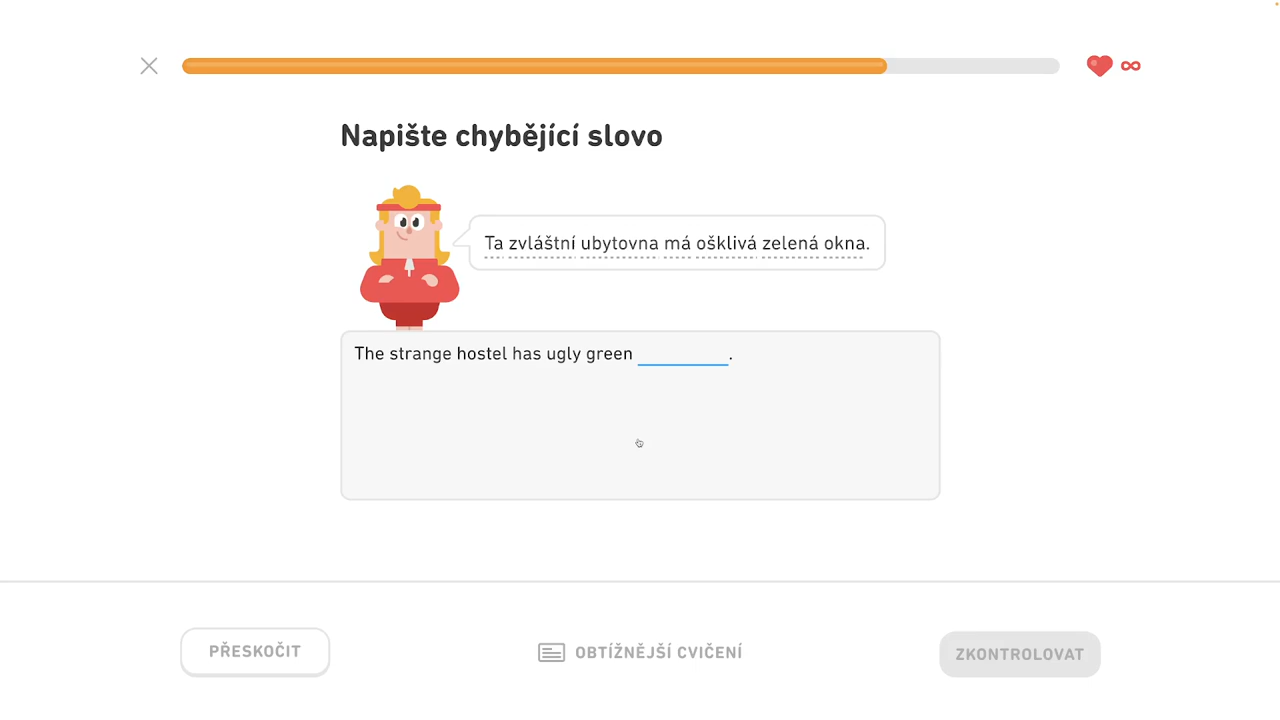 Napište chybějící slovo
Ta zvláštní ubytovna má ošklivá zelená okna.
The strange hostel has ugly green ________.
PŘESKOČIT
OBTÍŽNĚJŠÍ CVIČENÍ
ZKONTROLOVAT